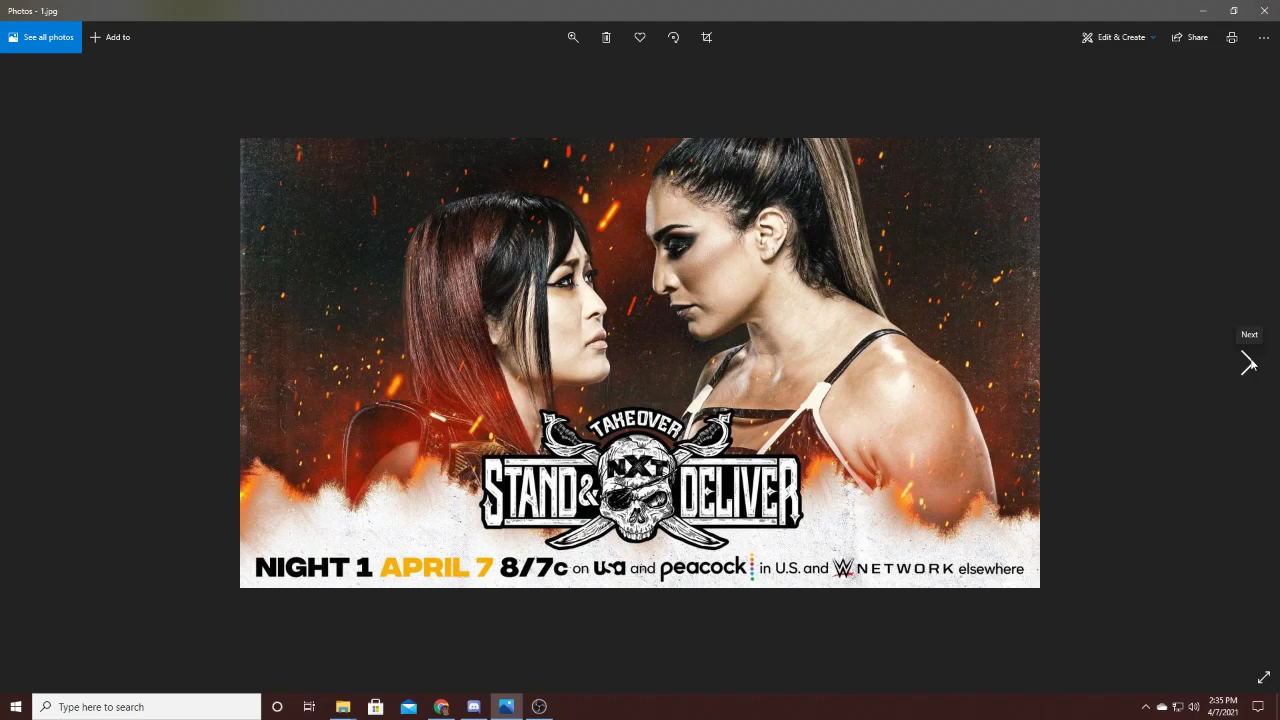 Photos - 1.jpg
See all photos
Add to
Edit & Create
Share
Next
TAKEOVER
NXT
STAND & DELIVER
NIGHT 1 APRIL 7 8/7c on usa and peacock in U.S. and W NETWORK elsewhere
Type here to search
2:35 PM
4/7/2021